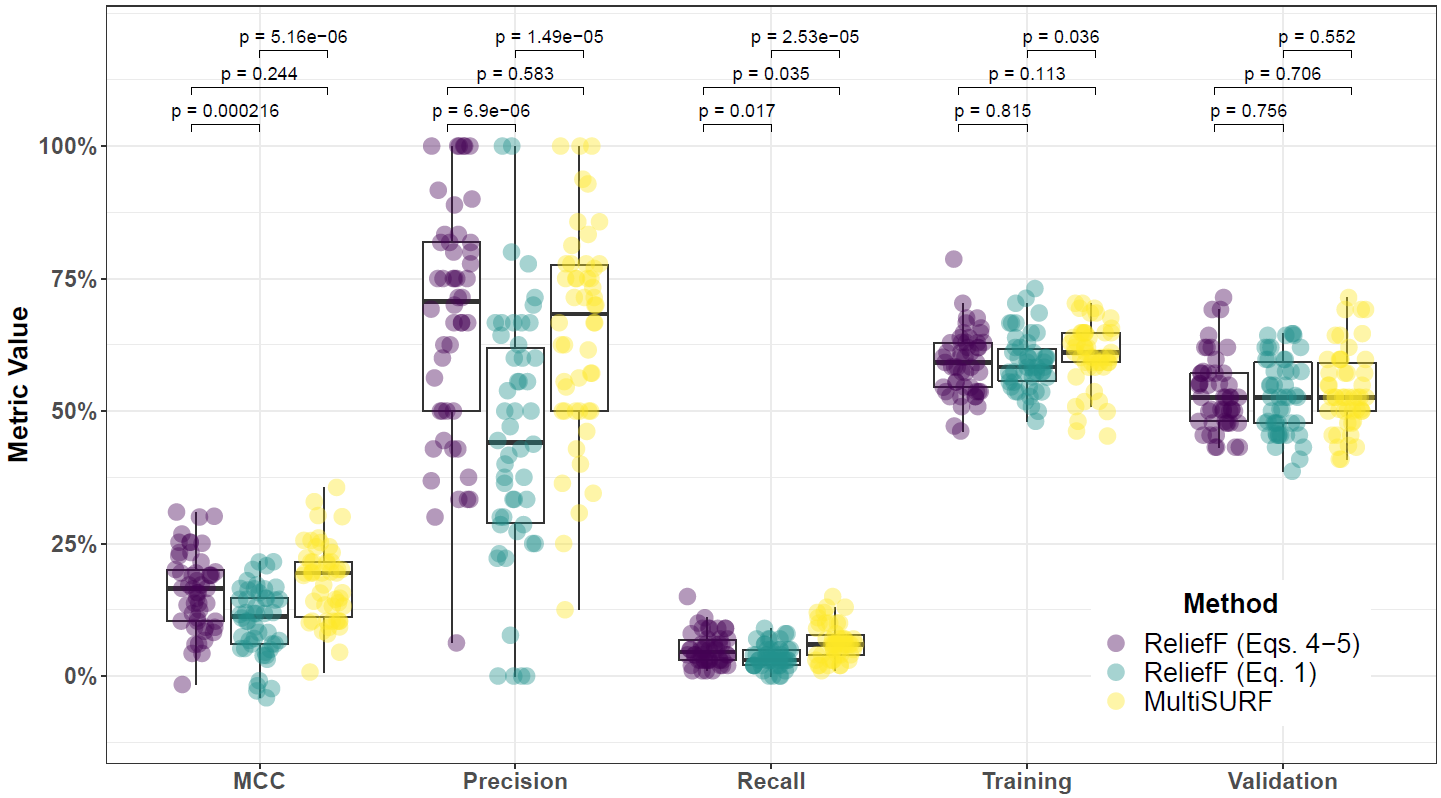 p = 5.16e−06
p = 1.49e−05
p = 2.53e−05
p = 0.036
p = 0.552
p = 0.244
p = 0.583
p = 0.035
p = 0.113
p = 0.706
p = 0.000216
p = 6.9e−06
p = 0.017
p = 0.815
p = 0.756
100%
75%
50%
25%
0%
Metric Value
Method
ReliefF (Eqs. 4−5)
ReliefF (Eq. 1)
MultiSURF
MCC
Precision
Recall
Training
Validation